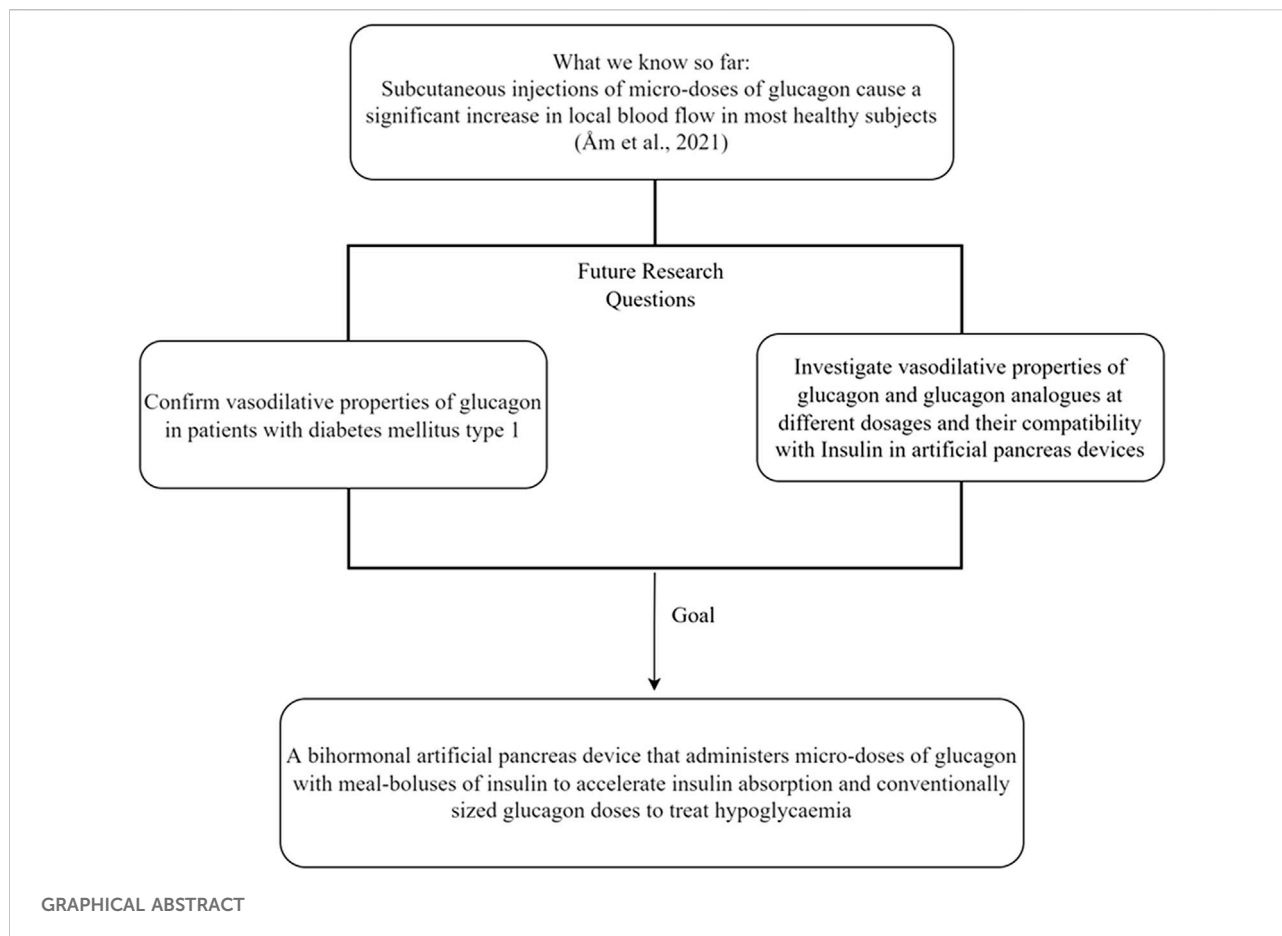 What we know so far:
Subcutaneous injections of micro-doses of glucagon cause a
significant increase in local blood flow in most healthy subjects
(Åm et al., 2021)
Future Research
Questions
Confirm vasodilative properties of glucagon
in patients with diabetes mellitus type 1
Investigate vasodilative properties of
glucagon and glucagon analogues at
different dosages and their compatibility
with Insulin in artificial pancreas devices
Goal
A bihormonal artificial pancreas device that administers micro-doses of glucagon
with meal-boluses of insulin to accelerate insulin absorption and conventionally
sized glucagon doses to treat hypoglycaemia
GRAPHICAL ABSTRACT